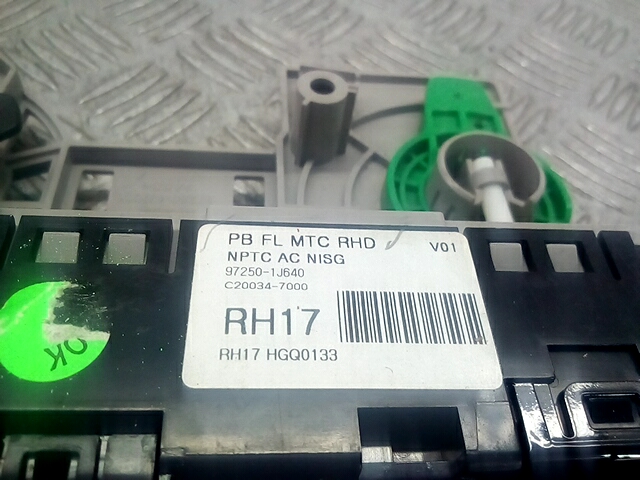 PB FL MTC RHD V01
NPTC AC NISG
97250-1J640
C20034-7000
RH17
RH17 HGQ0133
OK